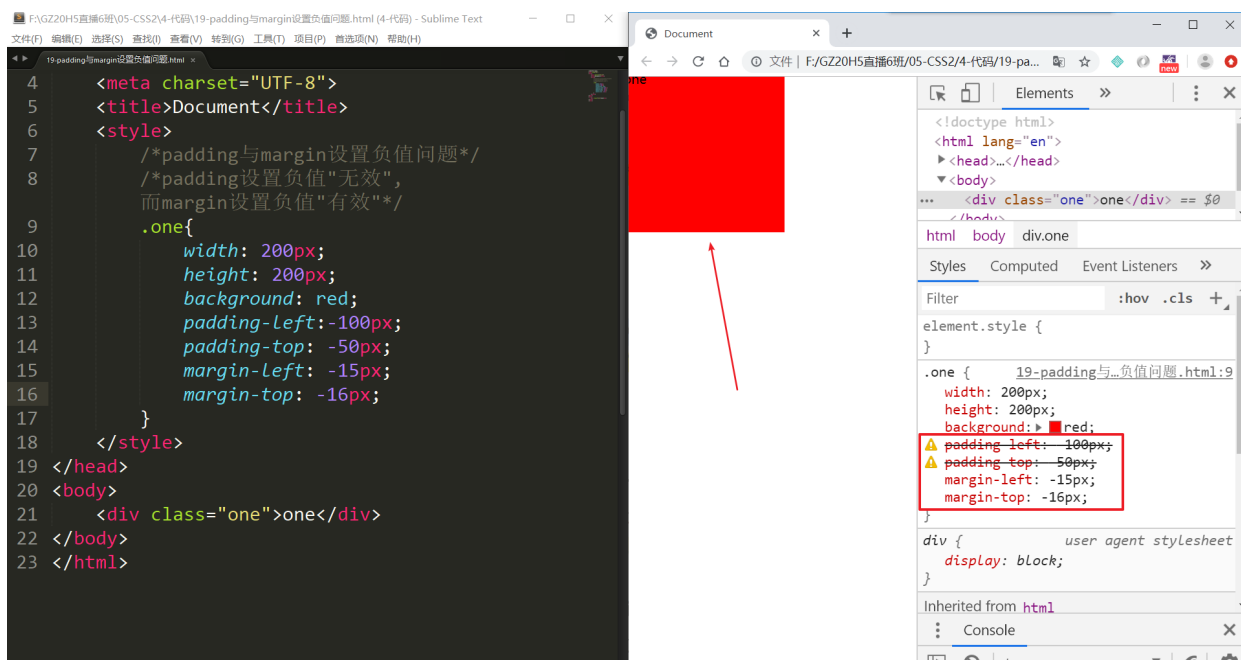 F:\GZ20H5直播6班\05-CSS2\4-代码\19-padding与margin设置负值问题.html (4-代码) - Sublime Text
文件(F) 编辑(E) 选择(S) 查找(I) 查看(V) 转到(G) 工具(T) 项目(P) 首选项(N) 帮助(H)
19-padding与margin设置负值问题.html ×
4 <meta charset="UTF-8">
5 <title>Document</title>
6 <style>
7 /*padding与margin设置负值问题*/
8 /*padding设置负值"无效",
而margin设置负值"有效"*/
9 .one{
10 width: 200px;
11 height: 200px;
12 background: red;
13 padding-left:-100px;
14 padding-top: -50px;
15 margin-left: -15px;
16 margin-top: -16px;
17 }
18 </style>
19 </head>
20 <body>
21 <div class="one">one</div>
22 </body>
23 </html>
Document
文件 | F:/GZ20H5直播6班/05-CSS2/4-代码/19-pa...
new
one
Elements »
<!doctype html>
<html lang="en">
▶<head>…</head>
▼<body>
••• <div class="one">one</div> == $0
</body>
html body div.one
Styles Computed Event Listeners »
Filter :hov .cls +
element.style {
}
.one { 19-padding与…负值问题.html:9
width: 200px;
height: 200px;
background:▶ red;
padding-left: -100px;
padding-top: -50px;
margin-left: -15px;
margin-top: -16px;
}
div { user agent stylesheet
display: block;
}
Inherited from html
Console